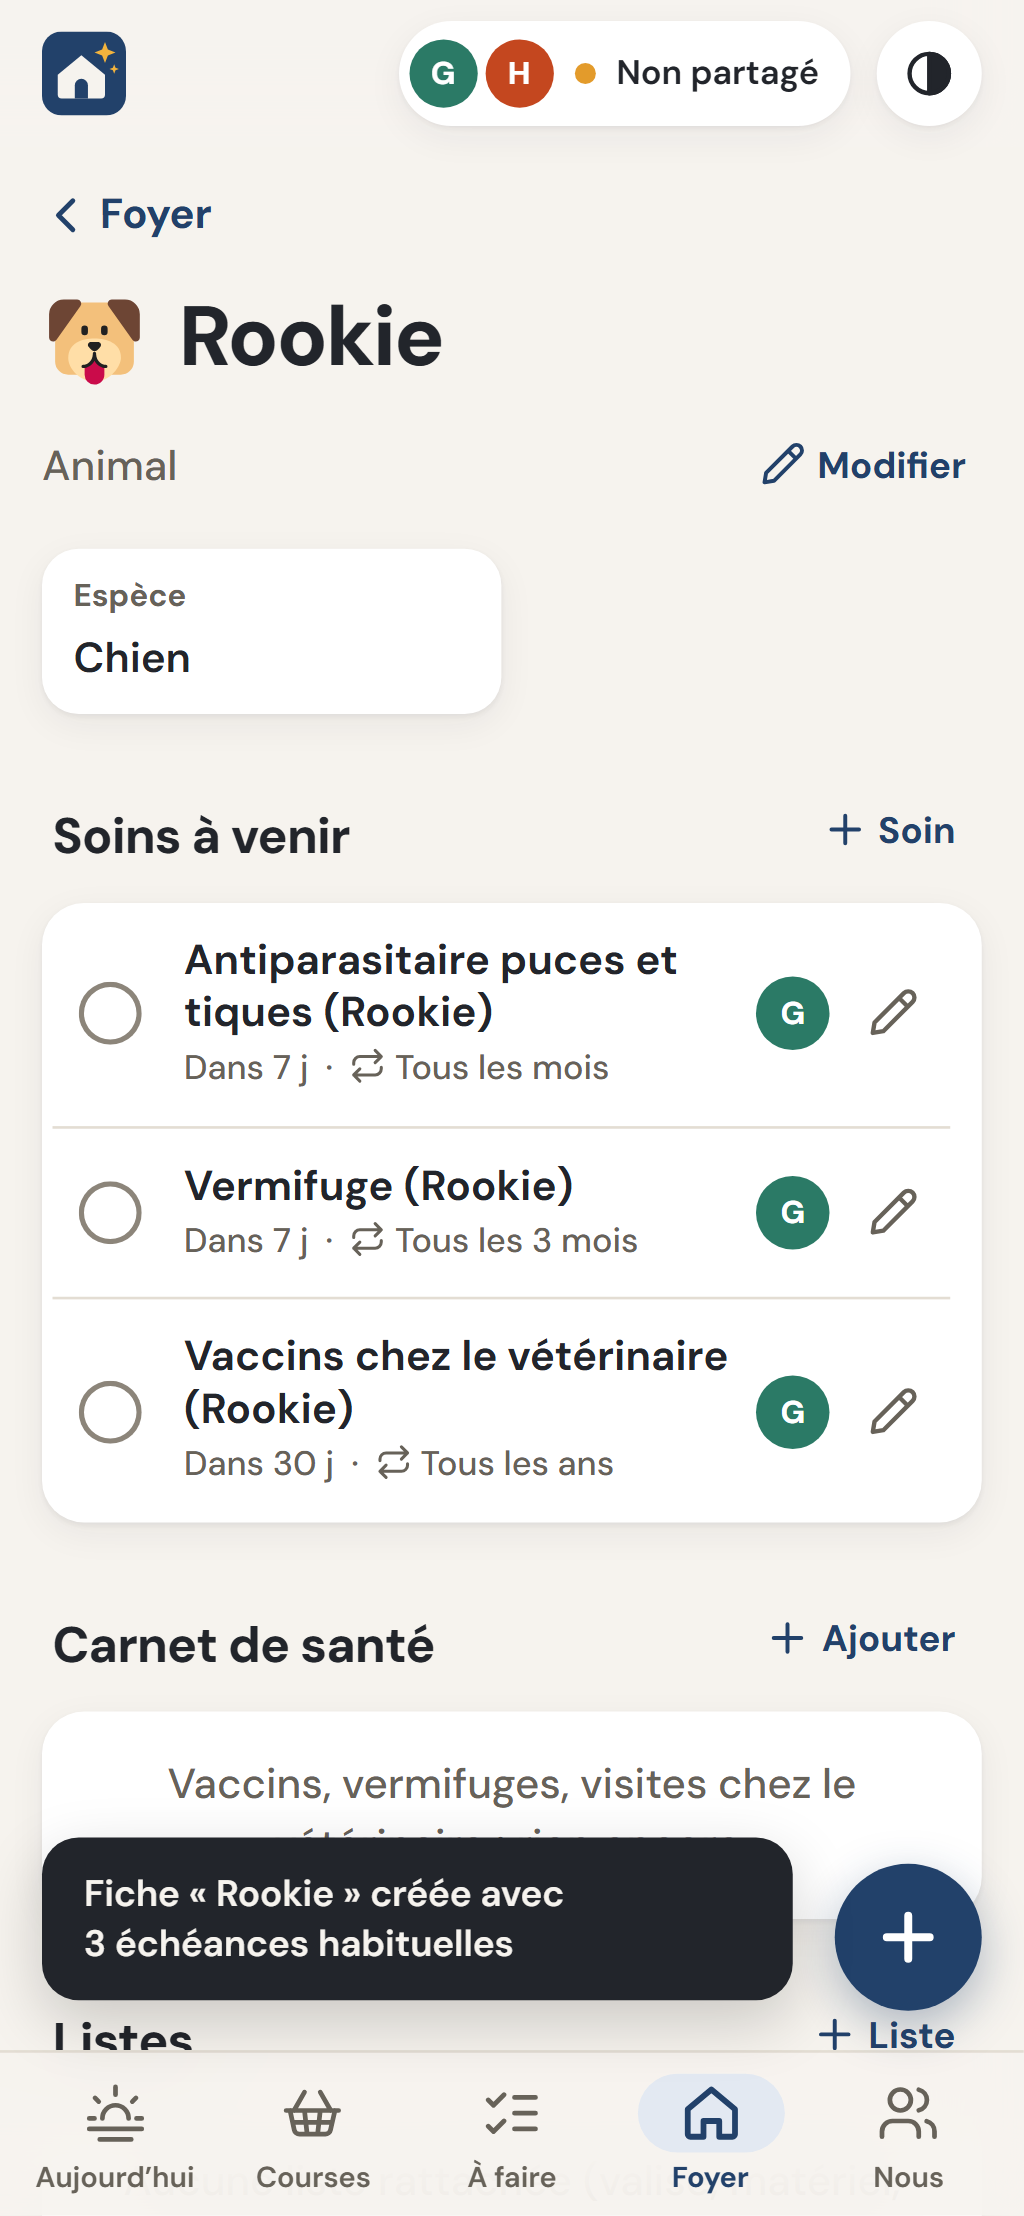 G H Non partagé
Foyer
Rookie
Animal
Modifier
Espèce
Chien
Soins à venir
+ Soin
Antiparasitaire puces et
tiques (Rookie)
Dans 7 j · Tous les mois
G
Vermifuge (Rookie)
Dans 7 j · Tous les 3 mois
G
Vaccins chez le vétérinaire
(Rookie)
Dans 30 j · Tous les ans
G
Carnet de santé
+ Ajouter
Vaccins, vermifuges, visites chez le
Fiche « Rookie » créée avec
3 échéances habituelles
Listes
+ Liste
Aujourd’hui
Courses
À faire
Foyer
Nous